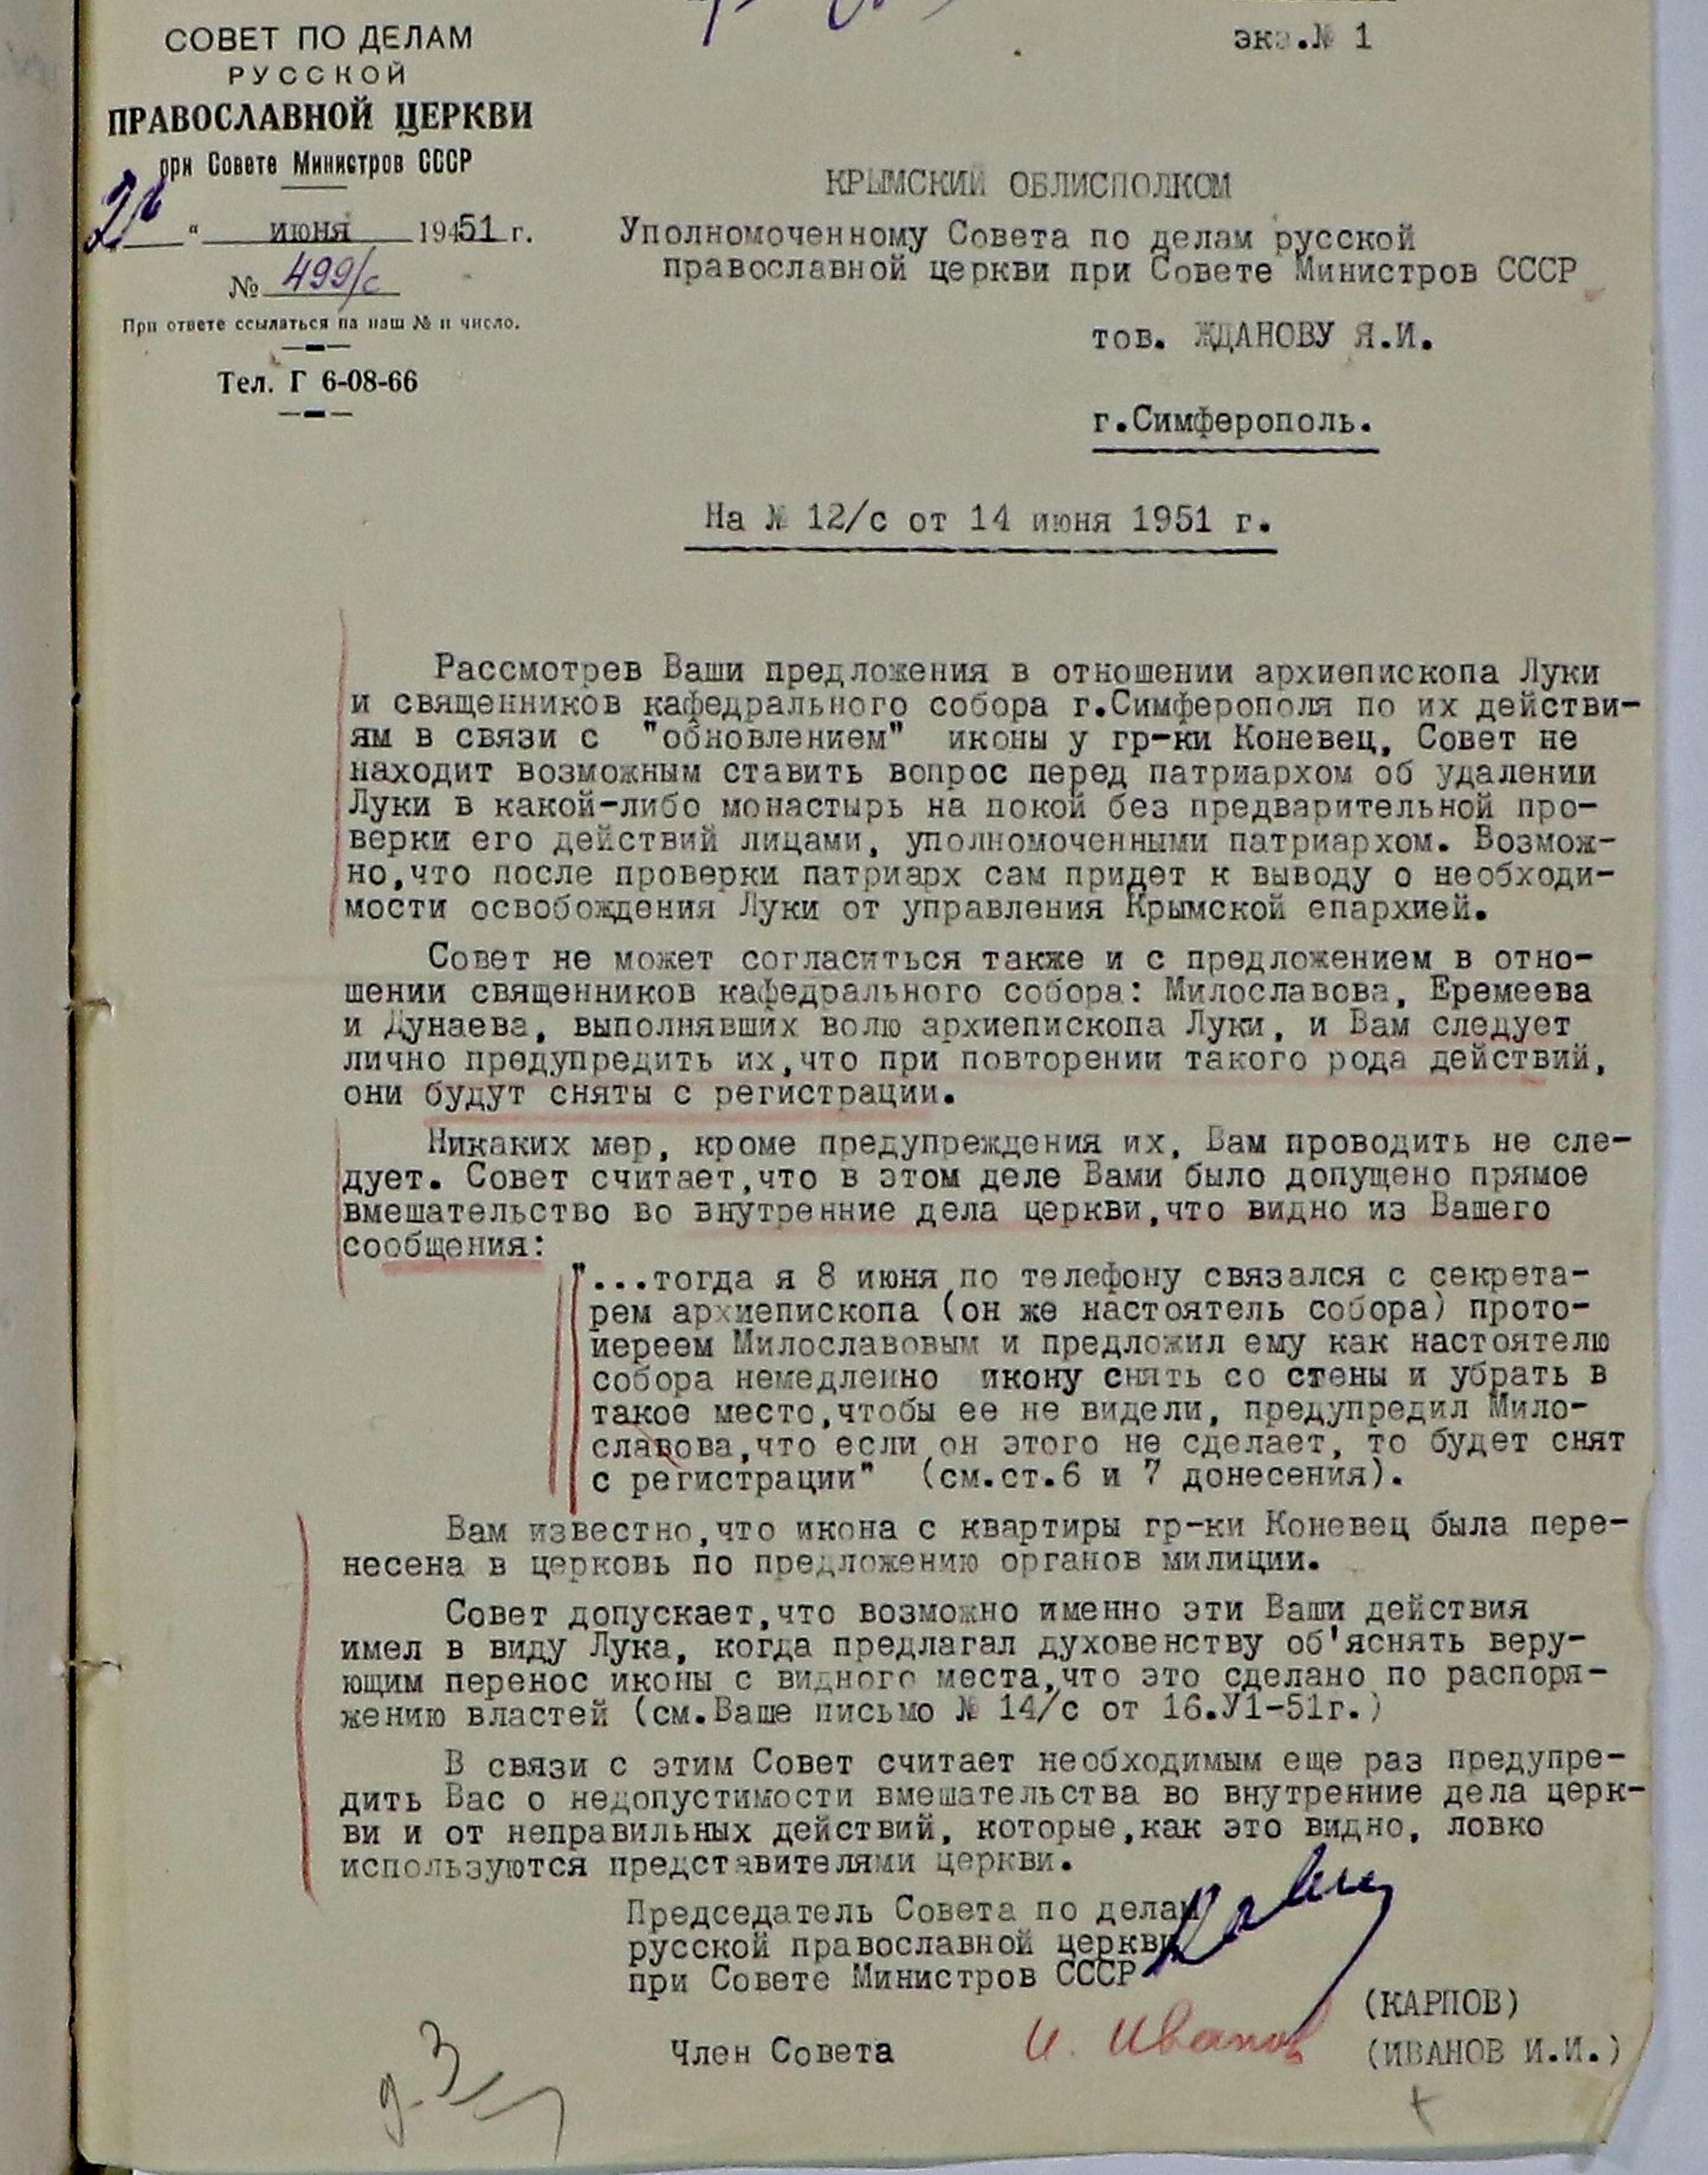 СОВЕТ ПО ДЕЛАМ
РУССКОЙ
ПРАВОСЛАВНОЙ ЦЕРКВИ
при Совете Министров СССР
" июня 19451 г.
№ 499/с
При ответе ссылаться на наш № и число.
Тел. Г 6-08-66
экз.№ 1
КРЫМСКИЙ ОБЛИСПОЛКОМ
Уполномоченному Совета по делам русской
православной церкви при Совете Министров СССР
тов. ЖДАНОВУ Я.И.
г.Симферополь.
На № 12/с от 14 июня 1951 г.
Рассмотрев Ваши предложения в отношении архиепископа Луки
и священников кафедрального собора г.Симферополя по их действи-
ям в связи с "обновлением" иконы у гр-ки Коневец, Совет не
находит возможным ставить вопрос перед патриархом об удалении
Луки в какой-либо монастырь на покой без предварительной про-
верки его действий лицами, уполномоченными патриархом. Возмож-
но,что после проверки патриарх сам придет к выводу о необходи-
мости освобождения Луки от управления Крымской епархией.
Совет не может согласиться также и с предложением в отно-
шении священников кафедрального собора: Милославова, Еремеева
и Дунаева, выполнявших волю архиепископа Луки, и Вам следует
лично предупредить их,что при повторении такого рода действий,
они будут сняты с регистрации.
Никаких мер, кроме предупреждения их, Вам проводить не сле-
дует. Совет считает,что в этом деле Вами было допущено прямое
вмешательство во внутренние дела церкви,что видно из Вашего
сообщения:
"...тогда я 8 июня по телефону связался с секрета-
рем архиепископа (он же настоятель собора) прото-
иереем Милославовым и предложил ему как настоятелю
собора немедленно икону снять со стены и убрать в
такое место,чтобы ее не видели, предупредил Мило-
славова,что если он этого не сделает, то будет снят
с регистрации" (см.ст.6 и 7 донесения).
Вам известно,что икона с квартиры гр-ки Коневец была пере-
несена в церковь по предложению органов милиции.
Совет допускает,что возможно именно эти Ваши действия
имел в виду Лука, когда предлагал духовенству об'яснять веру-
ющим перенос иконы с видного места,что это сделано по распоря-
жению властей (см.Ваше письмо № 14/с от 16.У1-51г.)
В связи с этим Совет считает необходимым еще раз предупре-
дить Вас о недопустимости вмешательства во внутренние дела церк-
ви и от неправильных действий, которые,как это видно, ловко
используются представителями церкви.
Председатель Совета по делам
русской православной церкви
при Совете Министров СССР
(КАРПОВ)
Член Совета И. Иванов (ИВАНОВ И.И.)